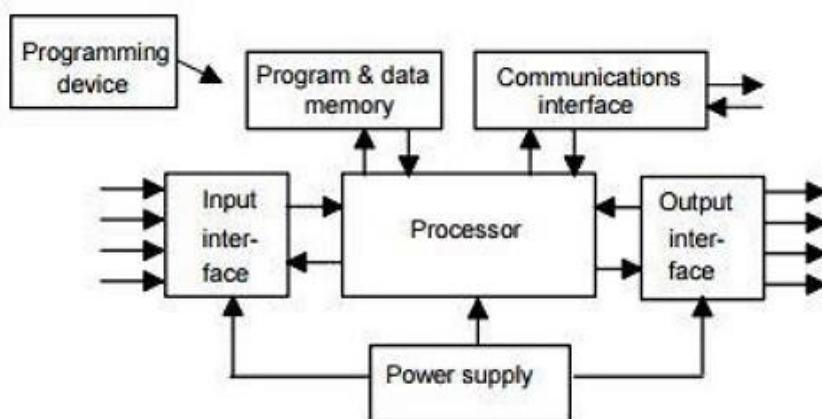 Programming
device
Program & data
memory
Communications
interface
Input
inter-
face
Processor
Output
inter-
face
Power supply